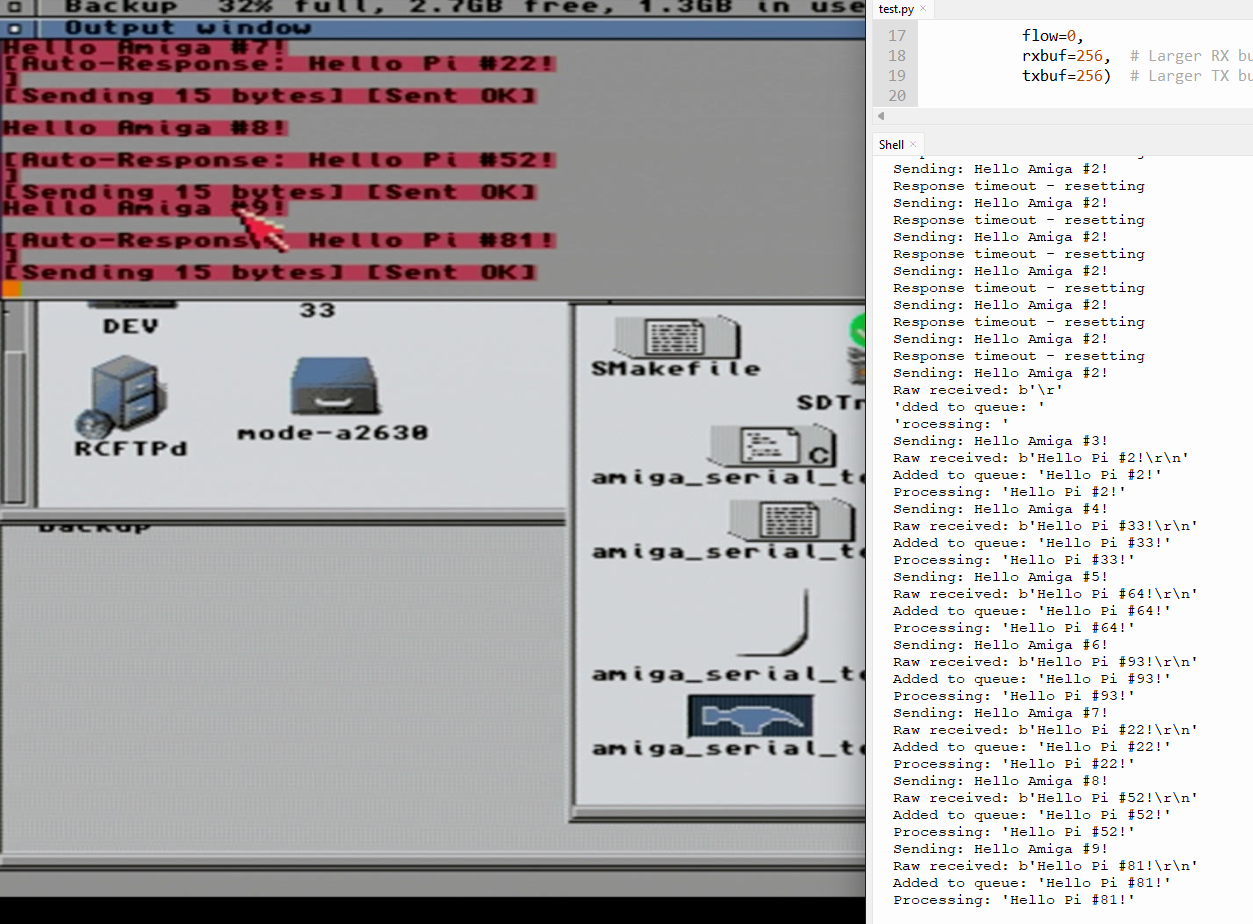 Backup 32% full, 2.7GB free, 1.3GB in use
Output window
Hello Amiga #7!
[Auto-Response: Hello Pi #22!
]
[Sending 15 bytes] [Sent OK]
Hello Amiga #8!
[Auto-Response: Hello Pi #52!
]
[Sending 15 bytes] [Sent OK]
Hello Amiga #9!
[Auto-Respons Hello Pi #81!
]
[Sending 15 bytes] [Sent OK]
DEV
33
RCFTPd
mode-a2630
Backup
SMakefile
SDTr
C
amiga_serial_te
amiga_serial_te
amiga_serial_te
amiga_serial_te
test.py ×
17 flow=0,
18 rxbuf=256, # Larger RX bu
19 txbuf=256) # Larger TX bu
20
Shell ×
Sending: Hello Amiga #2!
Response timeout - resetting
Sending: Hello Amiga #2!
Response timeout - resetting
Sending: Hello Amiga #2!
Response timeout - resetting
Sending: Hello Amiga #2!
Response timeout - resetting
Sending: Hello Amiga #2!
Response timeout - resetting
Sending: Hello Amiga #2!
Response timeout - resetting
Sending: Hello Amiga #2!
Raw received: b'\r'
'dded to queue: '
'rocessing: '
Sending: Hello Amiga #3!
Raw received: b'Hello Pi #2!\r\n'
Added to queue: 'Hello Pi #2!'
Processing: 'Hello Pi #2!'
Sending: Hello Amiga #4!
Raw received: b'Hello Pi #33!\r\n'
Added to queue: 'Hello Pi #33!'
Processing: 'Hello Pi #33!'
Sending: Hello Amiga #5!
Raw received: b'Hello Pi #64!\r\n'
Added to queue: 'Hello Pi #64!'
Processing: 'Hello Pi #64!'
Sending: Hello Amiga #6!
Raw received: b'Hello Pi #93!\r\n'
Added to queue: 'Hello Pi #93!'
Processing: 'Hello Pi #93!'
Sending: Hello Amiga #7!
Raw received: b'Hello Pi #22!\r\n'
Added to queue: 'Hello Pi #22!'
Processing: 'Hello Pi #22!'
Sending: Hello Amiga #8!
Raw received: b'Hello Pi #52!\r\n'
Added to queue: 'Hello Pi #52!'
Processing: 'Hello Pi #52!'
Sending: Hello Amiga #9!
Raw received: b'Hello Pi #81!\r\n'
Added to queue: 'Hello Pi #81!'
Processing: 'Hello Pi #81!'